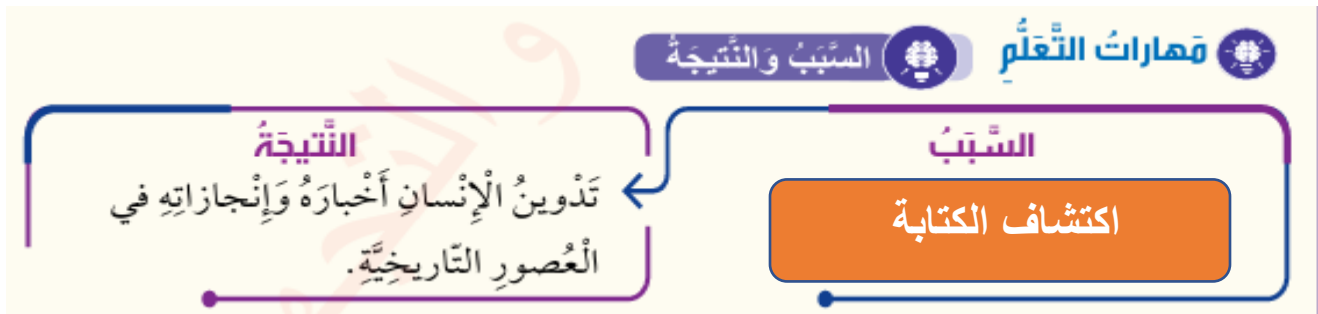 مَهاراتُ التَّعَلُّمِ
السَّبَبُ وَالنَّتيجَةُ
السَّبَبُ
اكتشاف الكتابة
النَّتيجَةُ
تَدْوينُ الْإِنْسانِ أَخْبارَهُ وَإِنْجازاتِهِ في
الْعُصورِ التّاريخِيَّةِ.